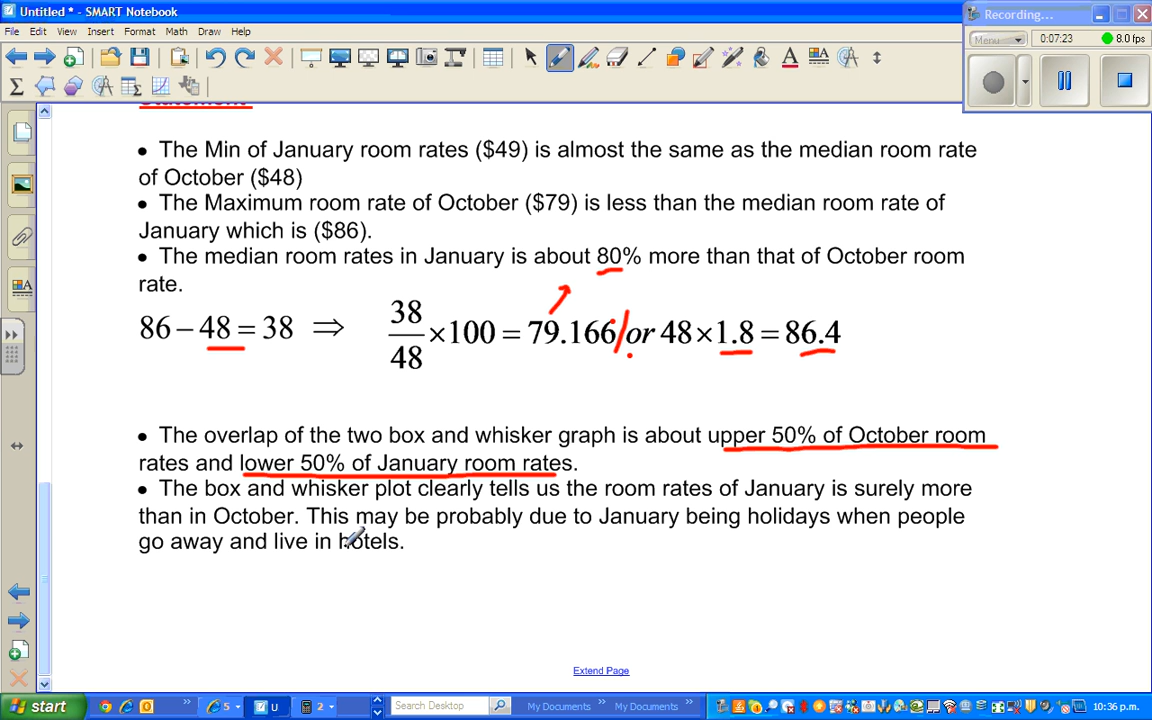 Untitled * - SMART Notebook
Recording...
File Edit View Insert Format Tools Math Draw Help
Menu 0:07:23 8.0 fps
Statement
• The Min of January room rates ($49) is almost the same as the median room rate
of October ($48)
• The Maximum room rate of October ($79) is less than the median room rate of
January which is ($86).
• The median room rates in January is about 80% more than that of October room
rate.
86 − 48 = 38 ⇒ 38/48 × 100 = 79.166 or 48 × 1.8 = 86.4
• The overlap of the two box and whisker graph is about upper 50% of October room
rates and lower 50% of January room rates.
• The box and whisker plot clearly tells us the room rates of January is surely more
than in October. This may be probably due to January being holidays when people
go away and live in hotels.
Extend Page
start 5 U 2 Search Desktop My Documents My Documents 10:36 p.m.